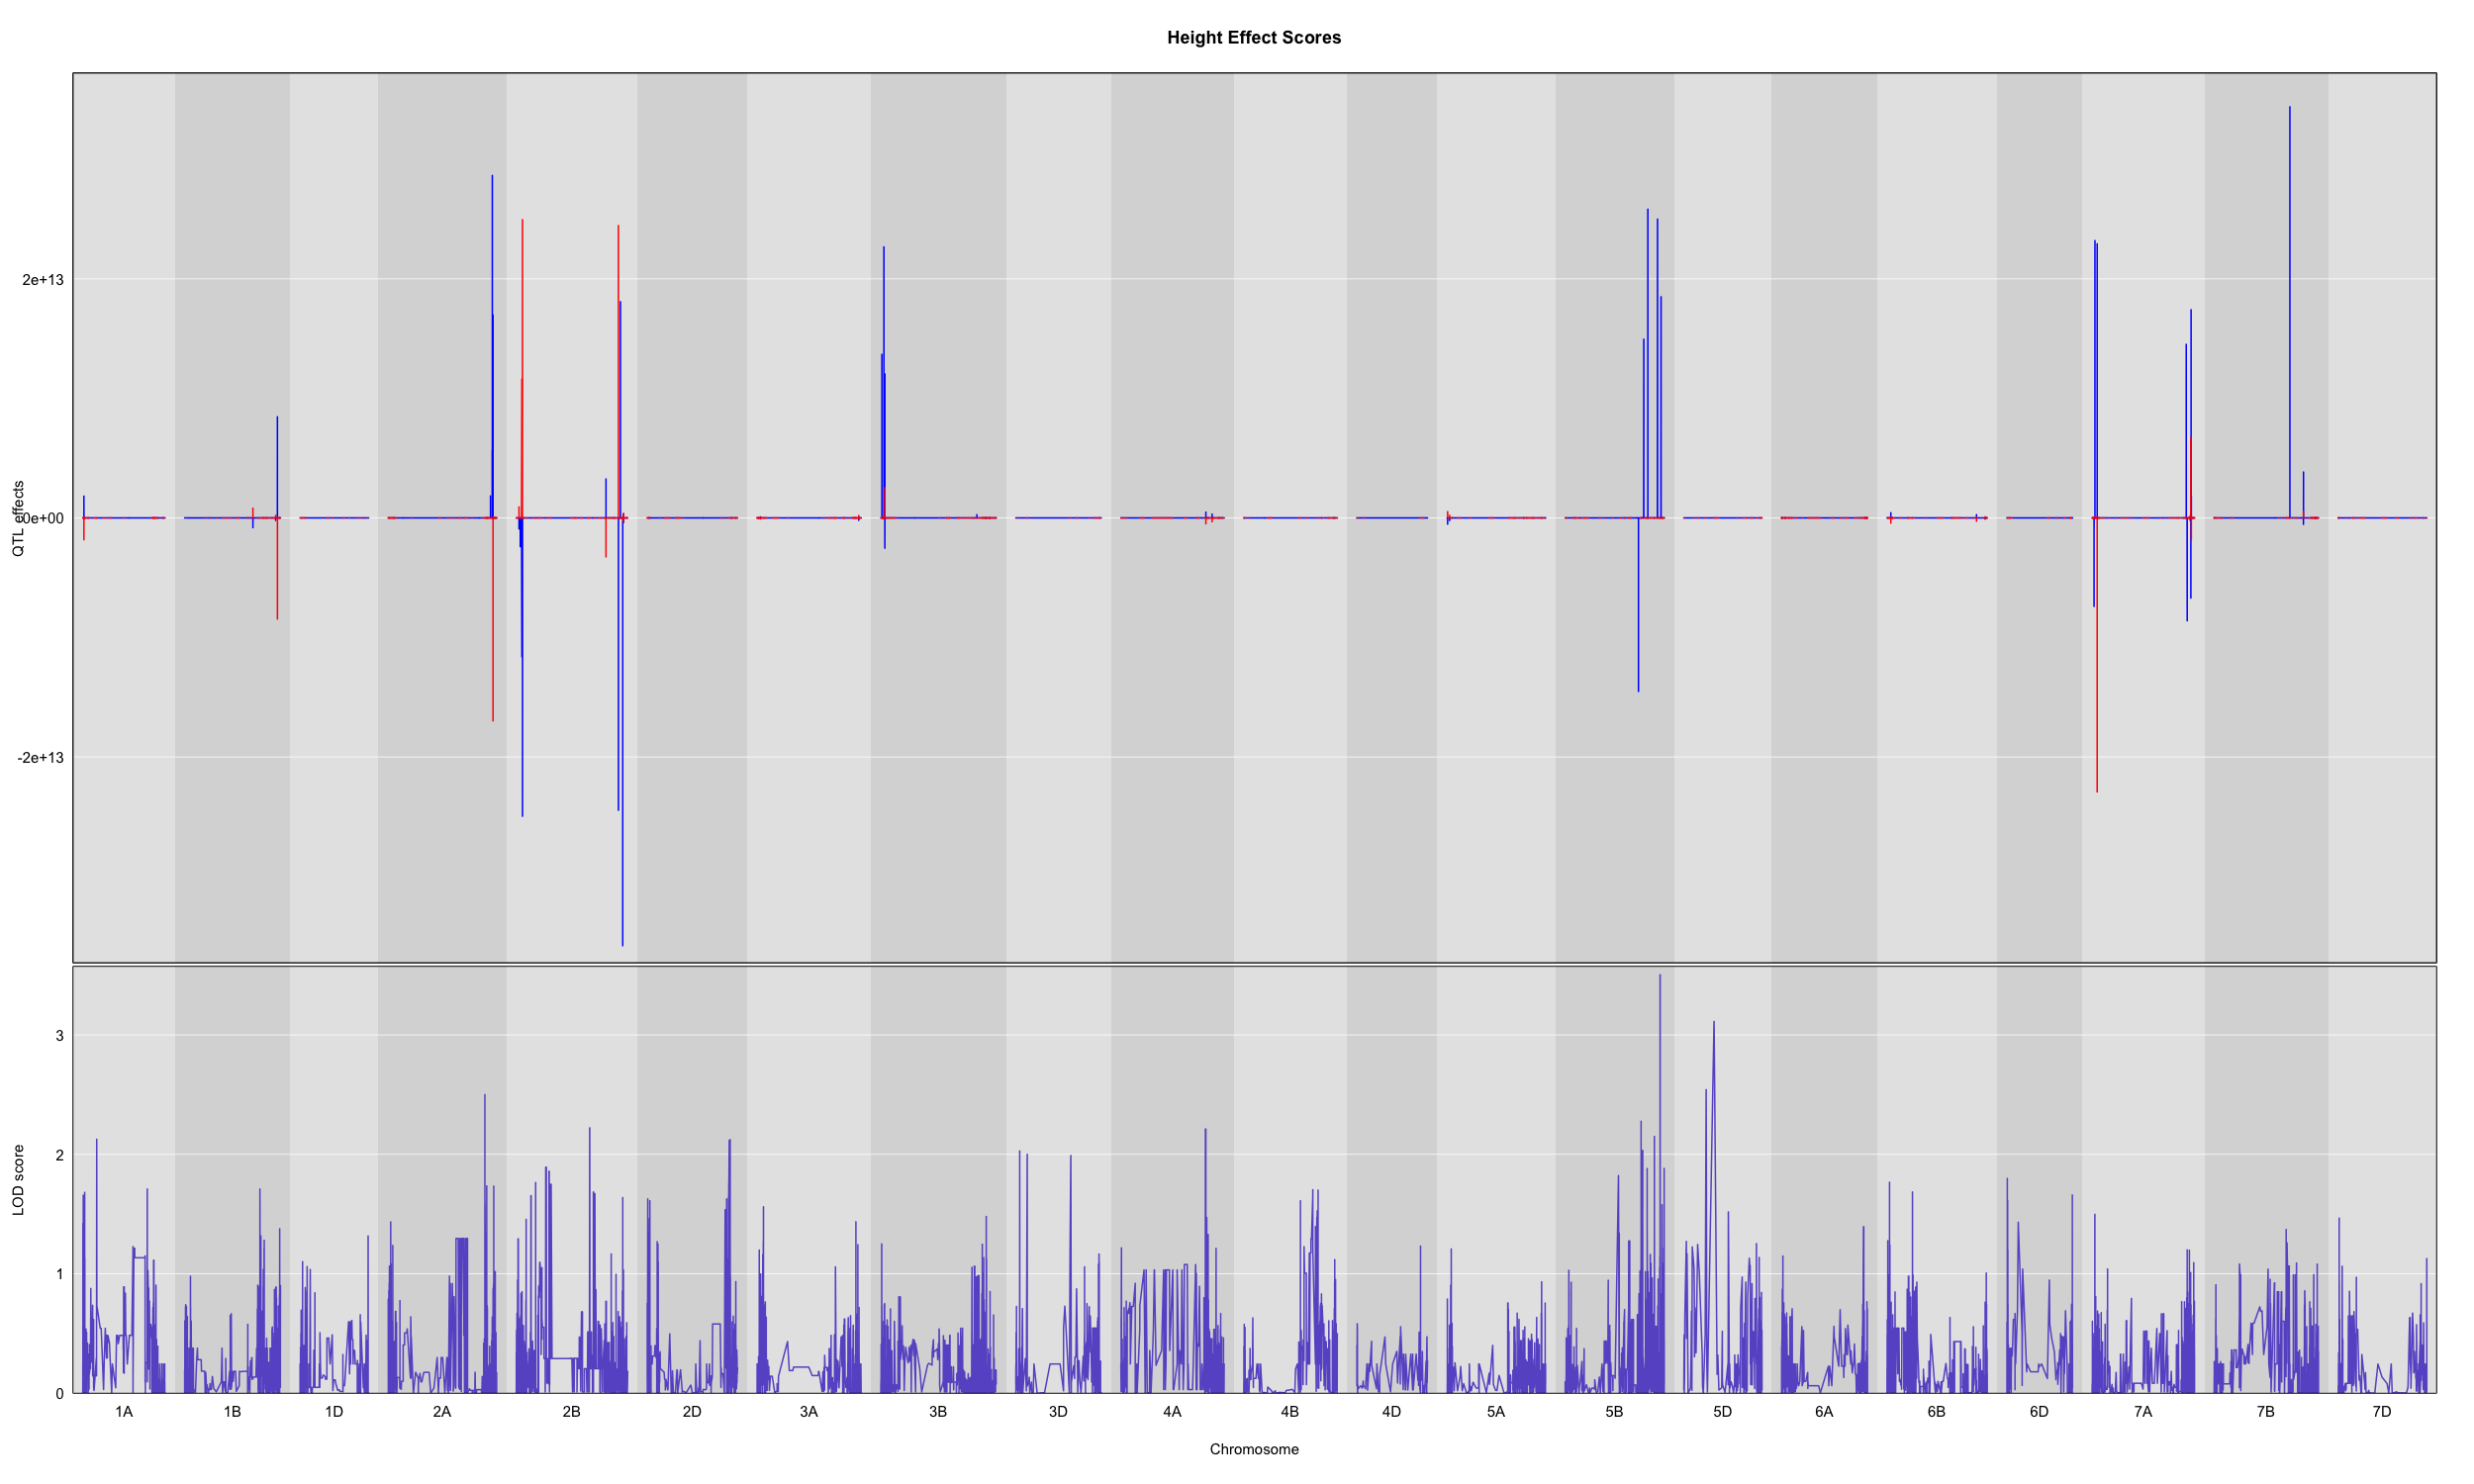 Height Effect Scores
QTL effects
2e+13
0e+00
-2e+13
LOD score
3
2
1
0
1A 1B 1D 2A 2B 2D 3A 3B 3D 4A 4B 4D 5A 5B 5D 6A 6B 6D 7A 7B 7D
Chromosome